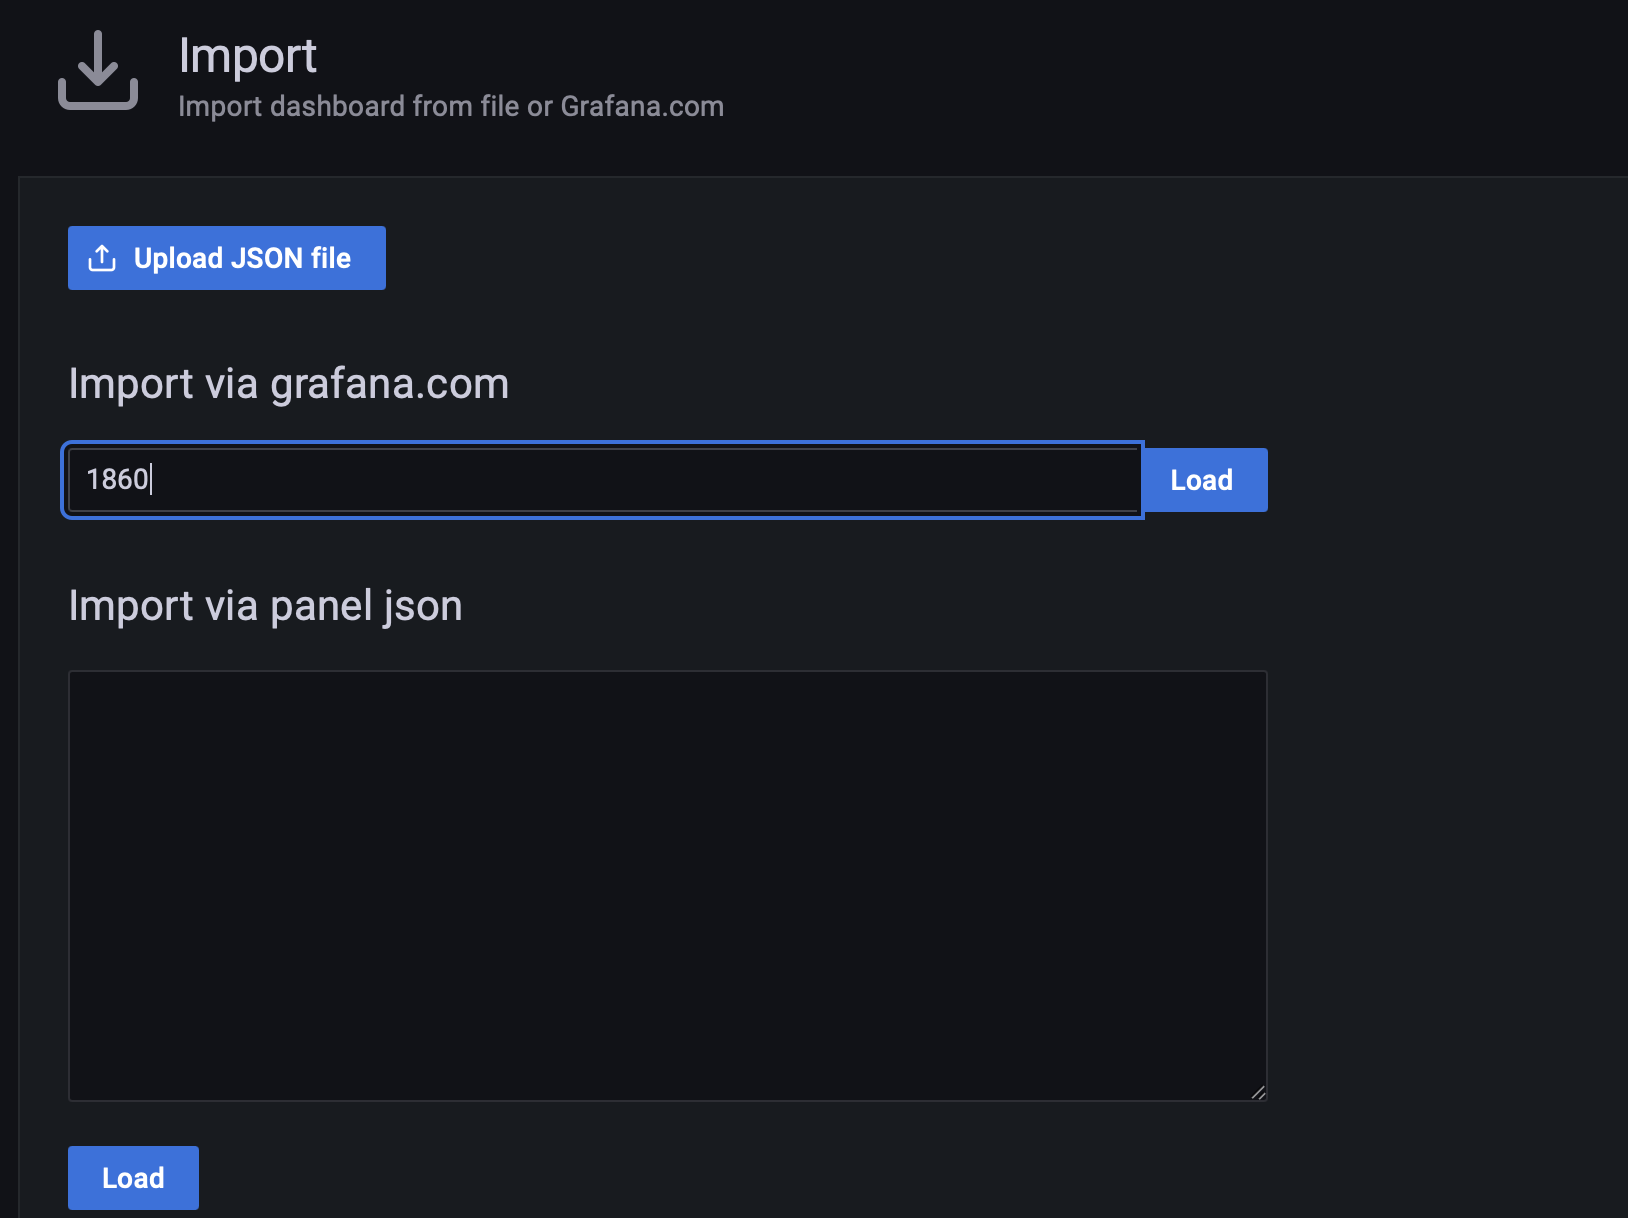 Import
Import dashboard from file or Grafana.com
Upload JSON file
Import via grafana.com
1860
Load
Import via panel json
Load